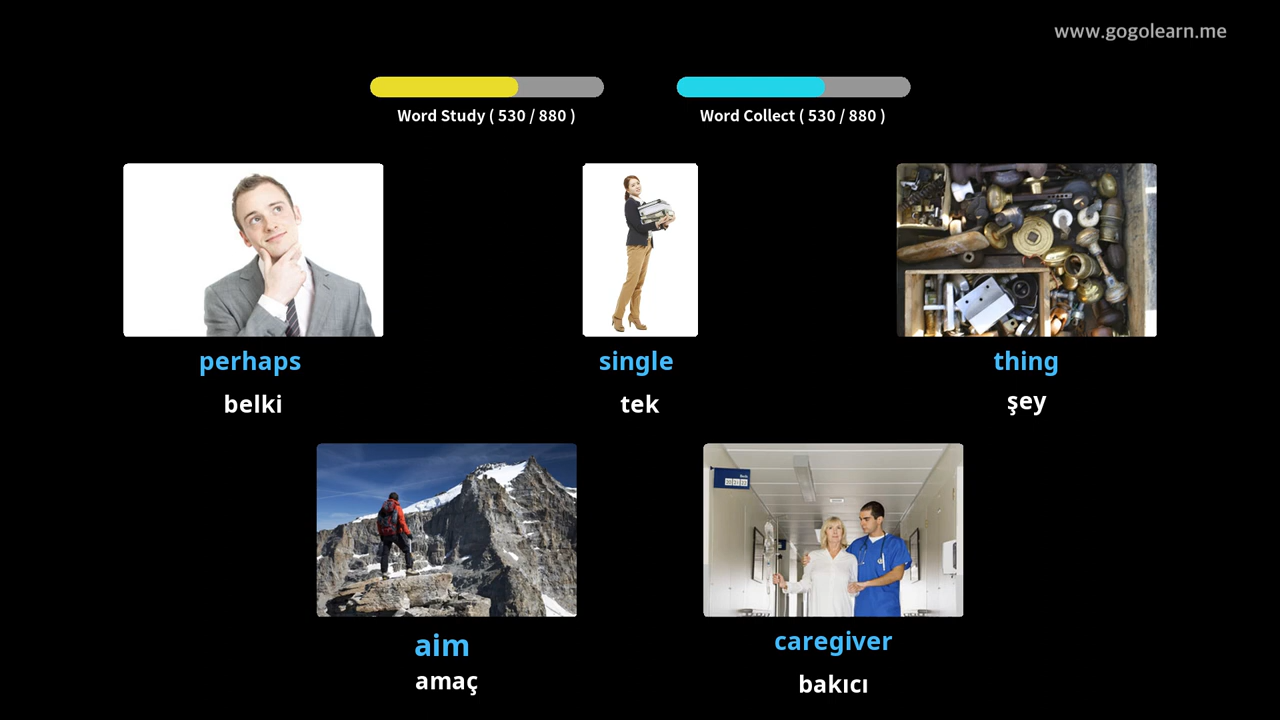 www.gogolearn.me
Word Study ( 530 / 880 )
Word Collect ( 530 / 880 )
perhaps
belki
single
tek
thing
şey
aim
amaç
caregiver
bakıcı